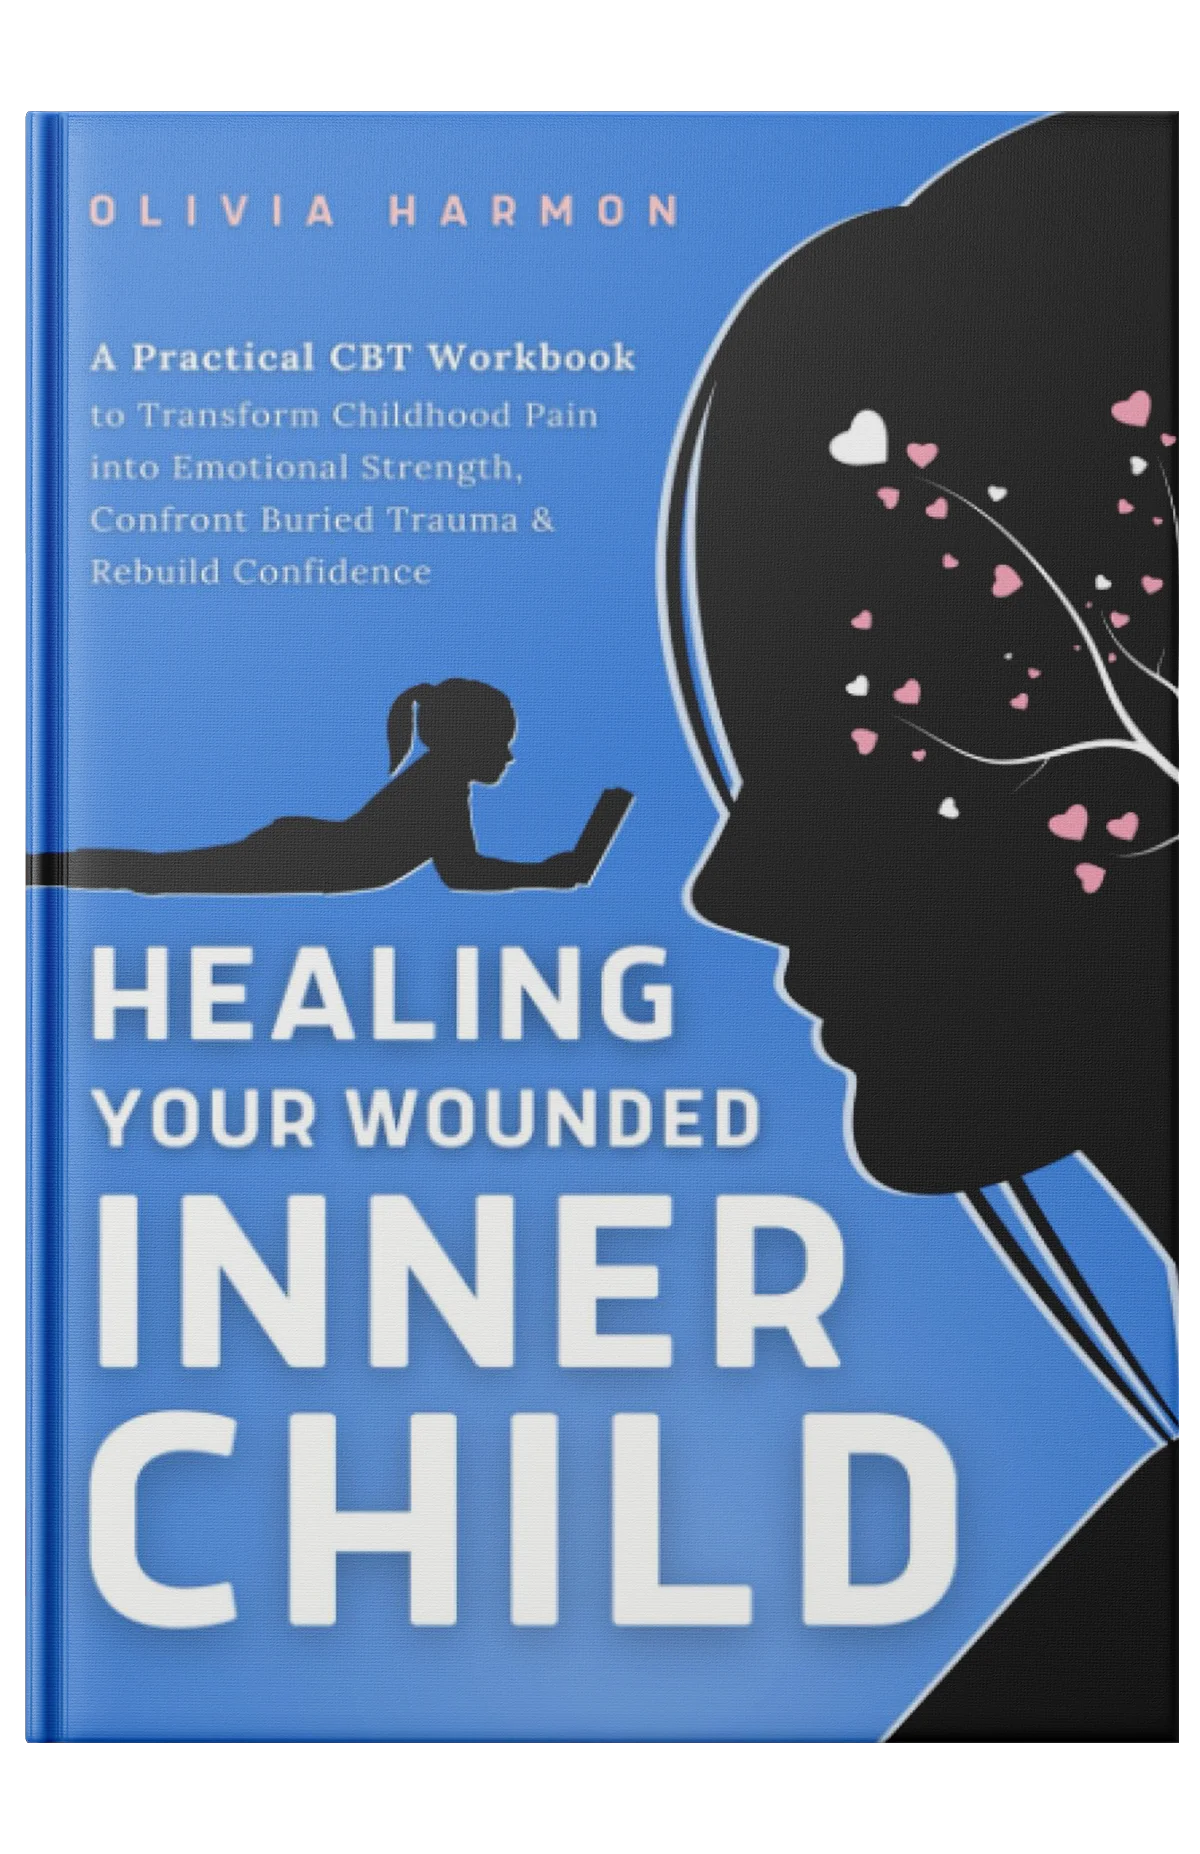 OLIVIA HARMON
A Practical CBT Workbook
to Transform Childhood Pain
into Emotional Strength,
Confront Buried Trauma &
Rebuild Confidence
HEALING
YOUR WOUNDED
INNER
CHILD